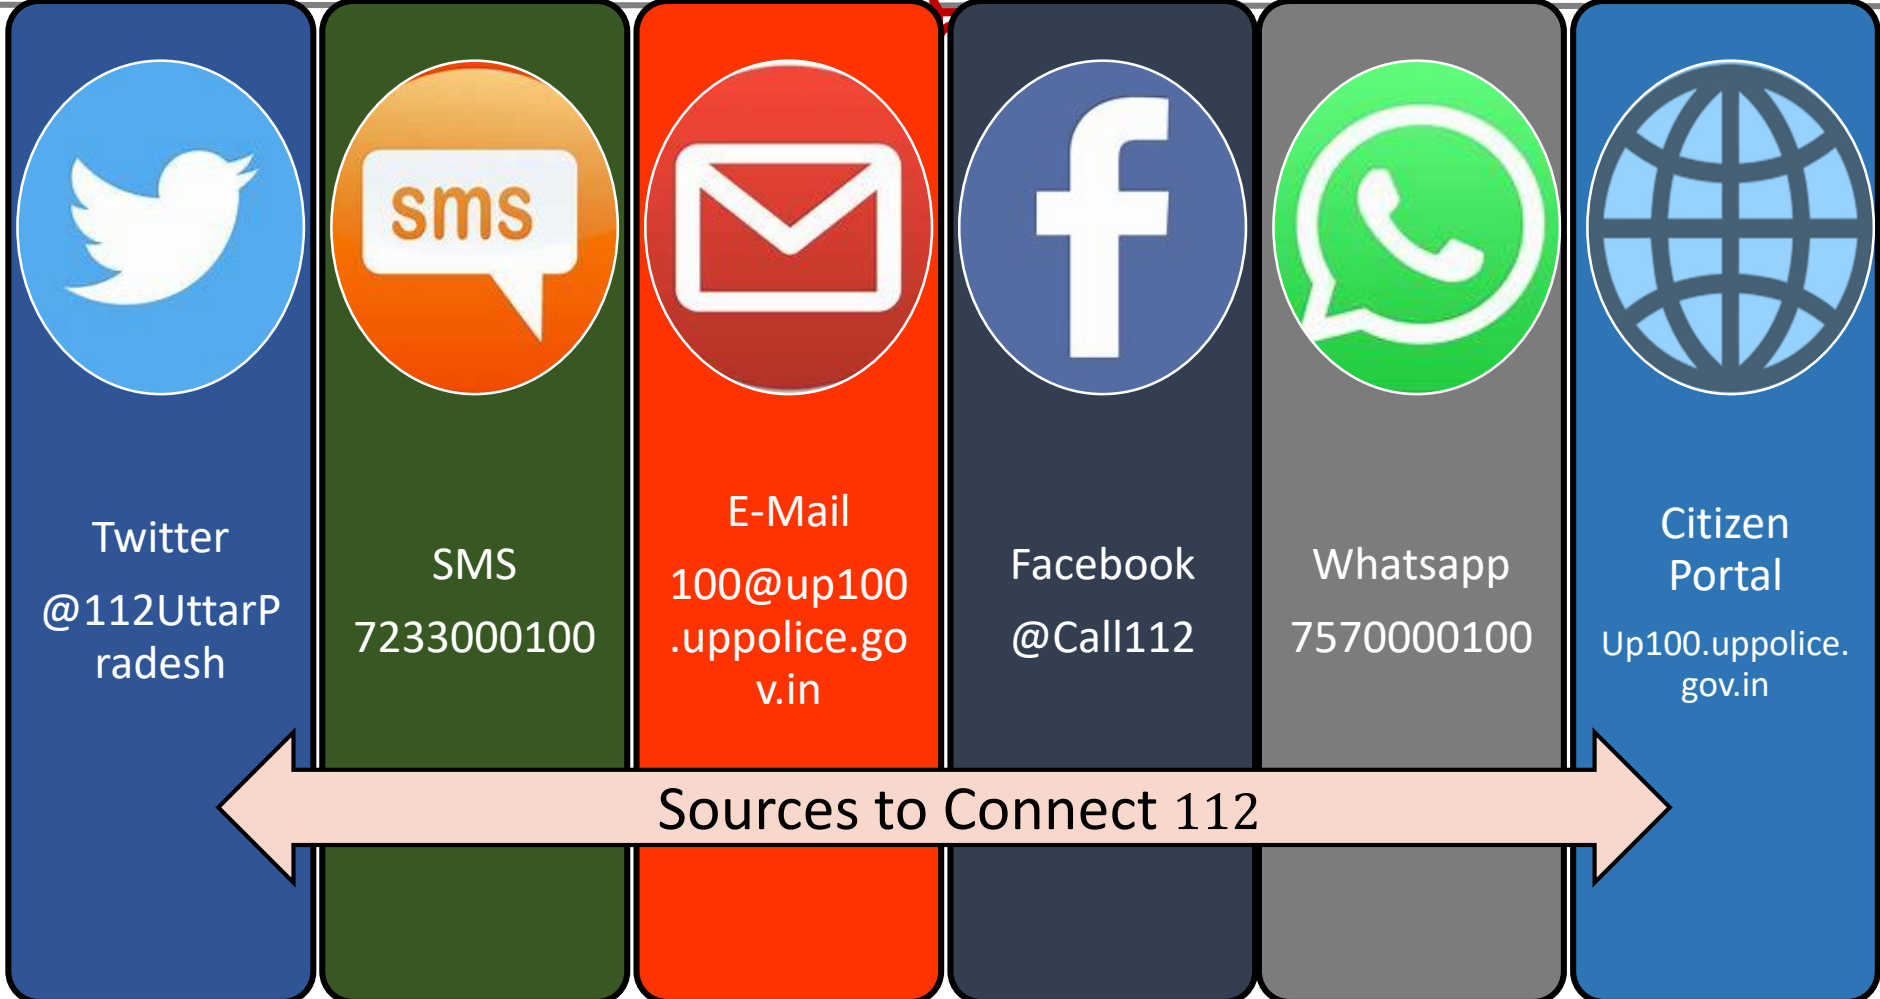 sms
Twitter
@112UttarP
radesh
SMS
7233000100
E-Mail
100@up100
.uppolice.go
v.in
Facebook
@Call112
Whatsapp
7570000100
Citizen
Portal
Up100.uppolice.
gov.in
Sources to Connect 112